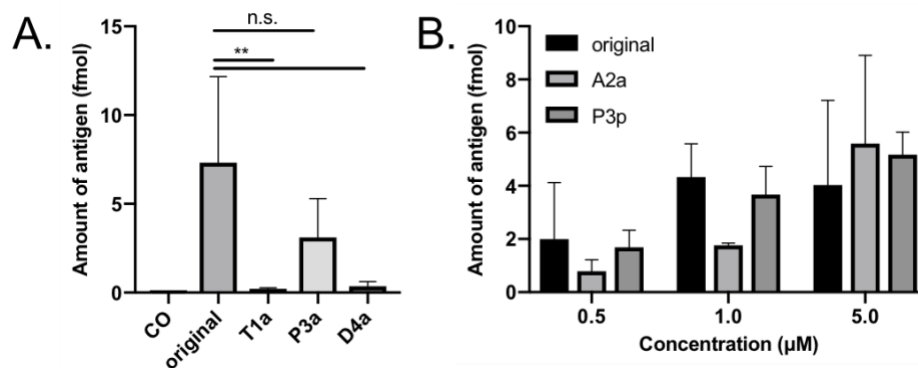 A.
Amount of antigen (fmol)
15
10
5
0
n.s.
**
CO
original
T1a
P3a
D4a
B.
Amount of antigen (fmol)
10
8
6
4
2
0
original
A2a
P3p
0.5
1.0
5.0
Concentration (µM)